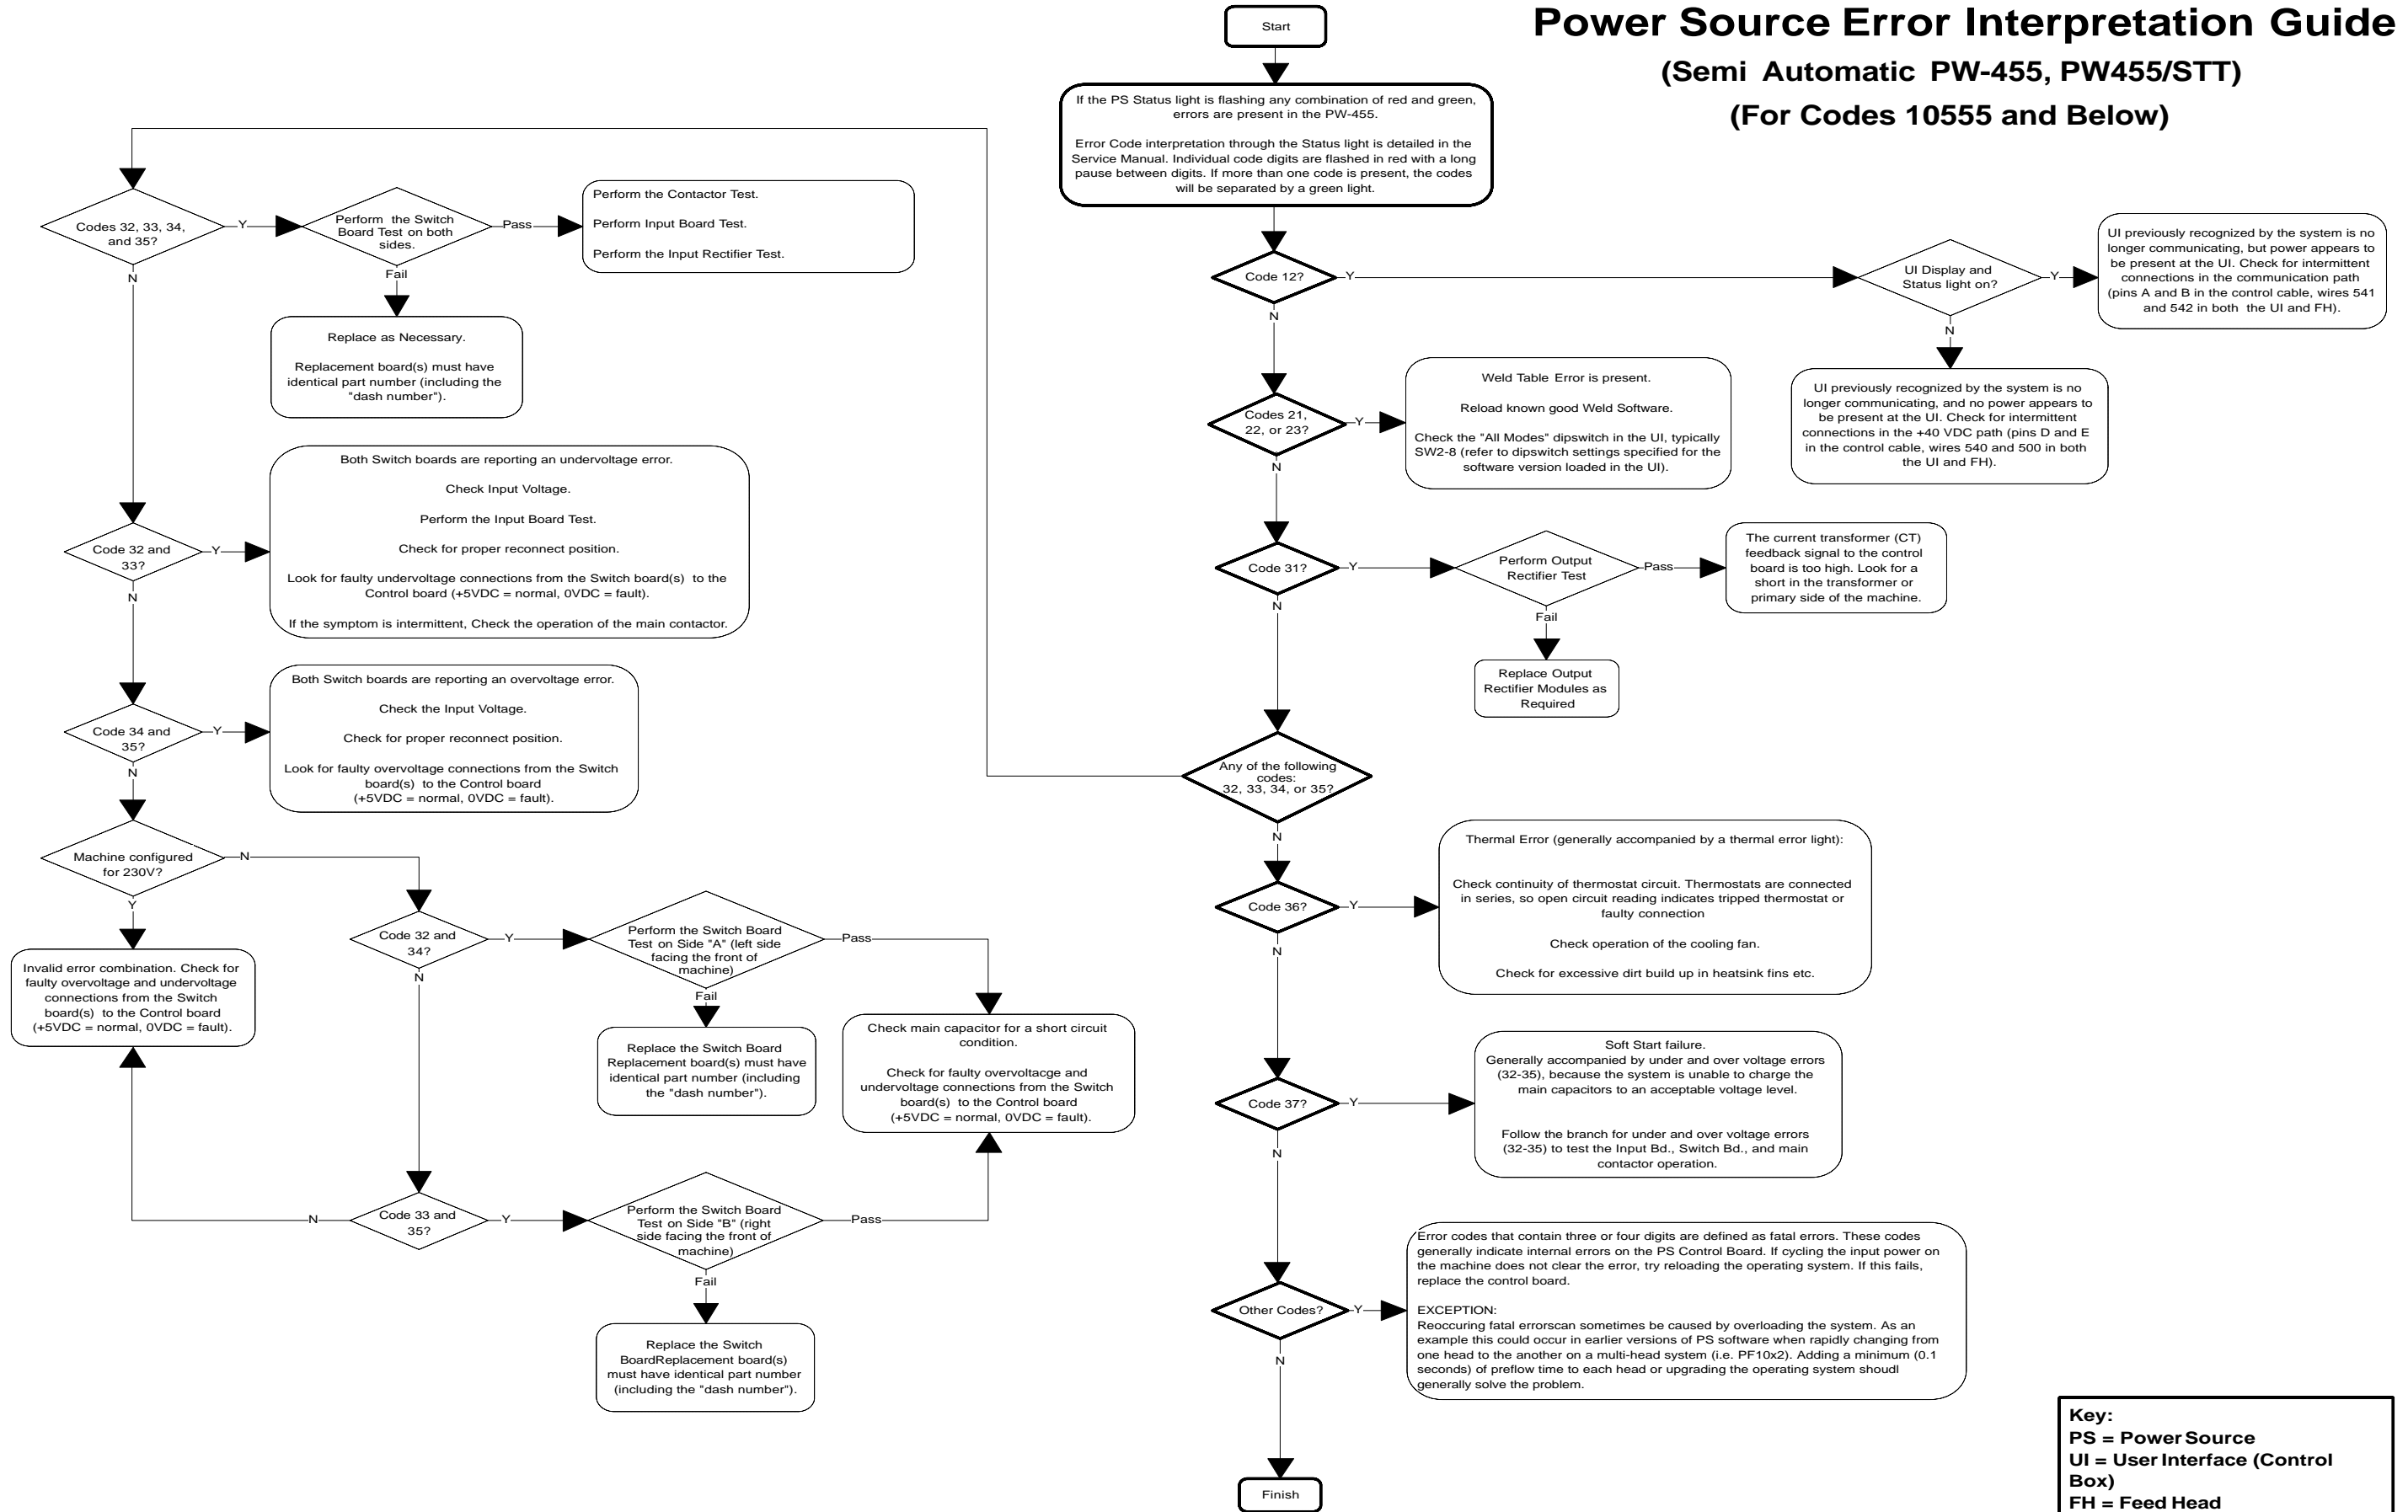 Power Source Error Interpretation Guide
(Semi Automatic PW-455, PW455/STT)
(For Codes 10555 and Below)
Start
If the PS Status light is flashing any combination of red and green,
errors are present in the PW-455.
Error Code interpretation through the Status light is detailed in the
Service Manual. Individual code digits are flashed in red with a long
pause between digits. If more than one code is present, the codes
will be separated by a green light.
Code 12?
Y
N
UI Display and
Status light on?
Y
N
UI previously recognized by the system is no
longer communicating, but power appears to
be present at the UI. Check for intermittent
connections in the communication path
(pins A and B in the control cable, wires 541
and 542 in both the UI and FH).
UI previously recognized by the system is no
longer communicating, and no power appears to
be present at the UI. Check for intermittent
connections in the +40 VDC path (pins D and E
in the control cable, wires 540 and 500 in both
the UI and FH).
Codes 21,
22, or 23?
Y
N
Weld Table Error is present.
Reload known good Weld Software.
Check the "All Modes" dipswitch in the UI, typically
SW2-8 (refer to dipswitch settings specified for the
software version loaded in the UI).
Code 31?
Y
N
Perform Output
Rectifier Test
Pass
Fail
The current transformer (CT)
feedback signal to the control
board is too high. Look for a
short in the transformer or
primary side of the machine.
Replace Output
Rectifier Modules as
Required
Any of the following
codes:
32, 33, 34, or 35?
N
Codes 32, 33, 34,
and 35?
Y
N
Perform the Switch
Board Test on both
sides.
Pass
Fail
Perform the Contactor Test.
Perform Input Board Test.
Perform the Input Rectifier Test.
Replace as Necessary.
Replacement board(s) must have
identical part number (including the
"dash number").
Code 32 and
33?
Y
N
Both Switch boards are reporting an undervoltage error.
Check Input Voltage.
Perform the Input Board Test.
Check for proper reconnect position.
Look for faulty undervoltage connections from the Switch board(s) to the
Control board (+5VDC = normal, 0VDC = fault).
If the symptom is intermittent, Check the operation of the main contactor.
Code 34 and
35?
Y
N
Both Switch boards are reporting an overvoltage error.
Check the Input Voltage.
Check for proper reconnect position.
Look for faulty overvoltage connections from the Switch
board(s) to the Control board
(+5VDC = normal, 0VDC = fault).
Machine configured
for 230V?
N
Y
Invalid error combination. Check for
faulty overvoltage and undervoltage
connections from the Switch
board(s) to the Control board
(+5VDC = normal, 0VDC = fault).
Code 32 and
34?
Y
N
Perform the Switch Board
Test on Side "A" (left side
facing the front of
machine)
Pass
Fail
Replace the Switch Board
Replacement board(s) must have
identical part number (including
the "dash number").
Check main capacitor for a short circuit
condition.
Check for faulty overvoltacge and
undervoltage connections from the Switch
board(s) to the Control board
(+5VDC = normal, 0VDC = fault).
Code 33 and
35?
N
Y
Perform the Switch Board
Test on Side "B" (right
side facing the front of
machine)
Pass
Fail
Replace the Switch
BoardReplacement board(s)
must have identical part number
(including the "dash number").
Code 36?
Y
N
Thermal Error (generally accompanied by a thermal error light):
Check continuity of thermostat circuit. Thermostats are connected
in series, so open circuit reading indicates tripped thermostat or
faulty connection
Check operation of the cooling fan.
Check for excessive dirt build up in heatsink fins etc.
Code 37?
Y
N
Soft Start failure.
Generally accompanied by under and over voltage errors
(32-35), because the system is unable to charge the
main capacitors to an acceptable voltage level.
Follow the branch for under and over voltage errors
(32-35) to test the Input Bd., Switch Bd., and main
contactor operation.
Other Codes?
Y
N
Error codes that contain three or four digits are defined as fatal errors. These codes
generally indicate internal errors on the PS Control Board. If cycling the input power on
the machine does not clear the error, try reloading the operating system. If this fails,
replace the control board.
EXCEPTION:
Reoccuring fatal errorscan sometimes be caused by overloading the system. As an
example this could occur in earlier versions of PS software when rapidly changing from
one head to the another on a multi-head system (i.e. PF10x2). Adding a minimum (0.1
seconds) of preflow time to each head or upgrading the operating system shoudl
generally solve the problem.
Finish
Key:
PS = Power Source
UI = User Interface (Control
Box)
FH = Feed Head